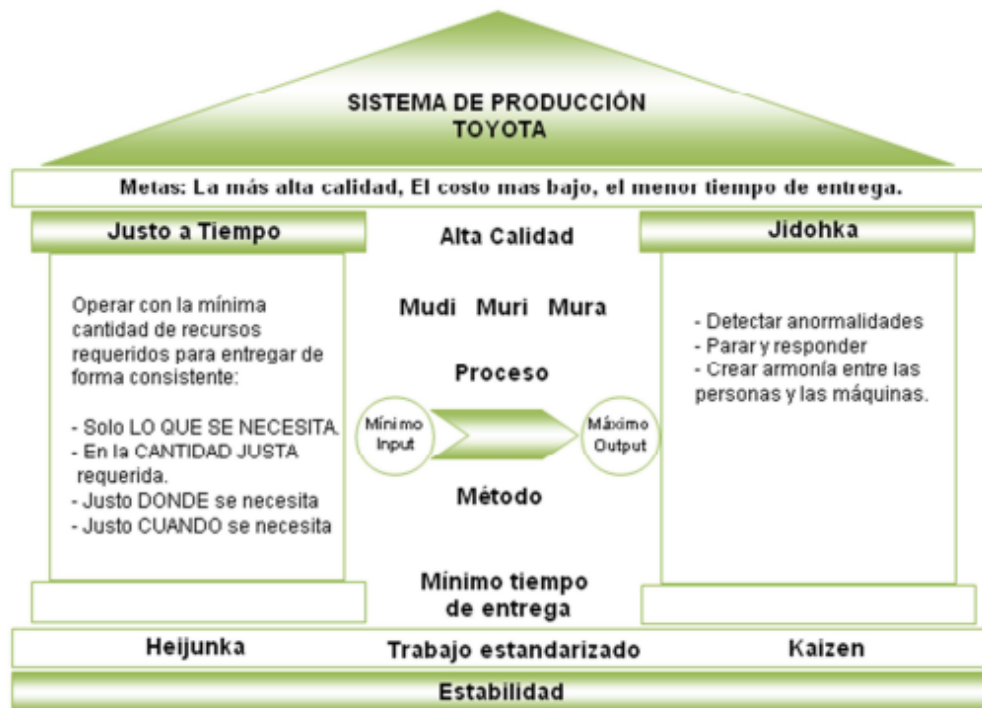 SISTEMA DE PRODUCCIÓN
TOYOTA
Metas: La más alta calidad, El costo mas bajo, el menor tiempo de entrega.
Justo a Tiempo
Operar con la mínima
cantidad de recursos
requeridos para entregar de
forma consistente:
- Solo LO QUE SE NECESITA.
- En la CANTIDAD JUSTA
requerida.
- Justo DONDE se necesita
- Justo CUANDO se necesita
Alta Calidad
Mudi Muri Mura
Proceso
Mínimo
Input
Máximo
Output
Método
Mínimo tiempo
de entrega
Jidohka
- Detectar anormalidades
- Parar y responder
- Crear armonía entre las
personas y las máquinas.
Heijunka
Trabajo estandarizado
Kaizen
Estabilidad